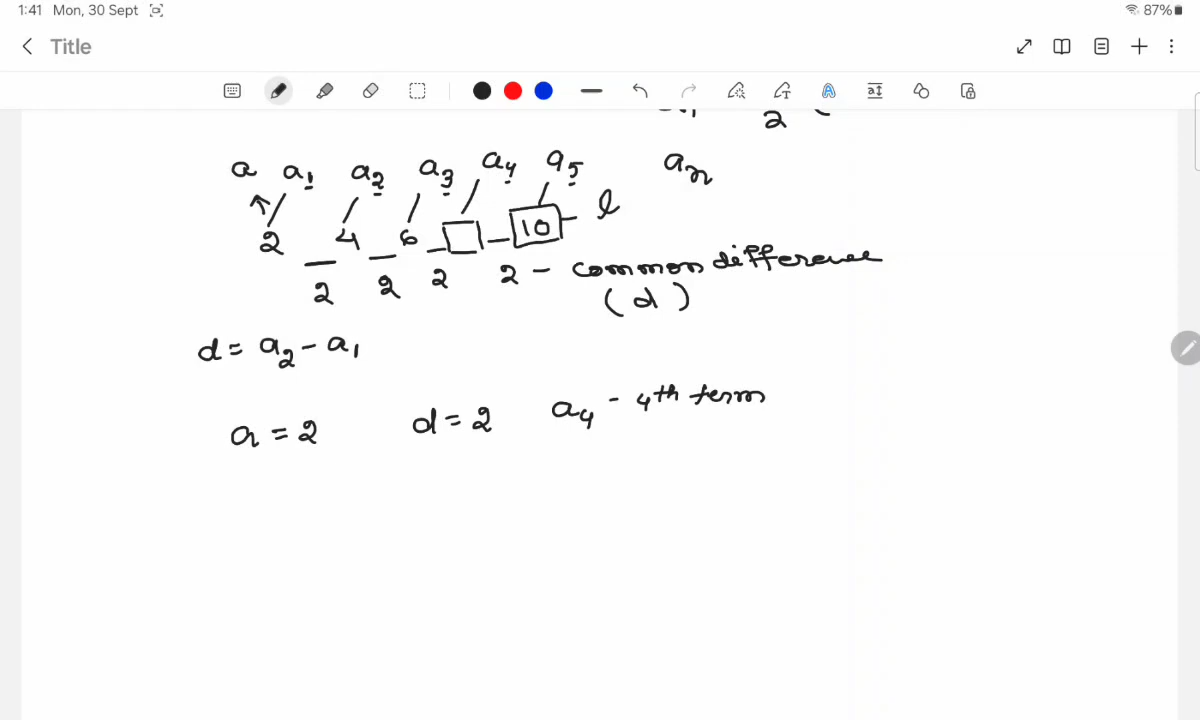 1:41 Mon, 30 Sept 87%
Title
2
a a1 a2 a3 a4 a5 an
2 4 6 10 l
2 2 2 2 - common difference
(d)
d = a2 - a1
a = 2 d = 2 a4 - 4th term